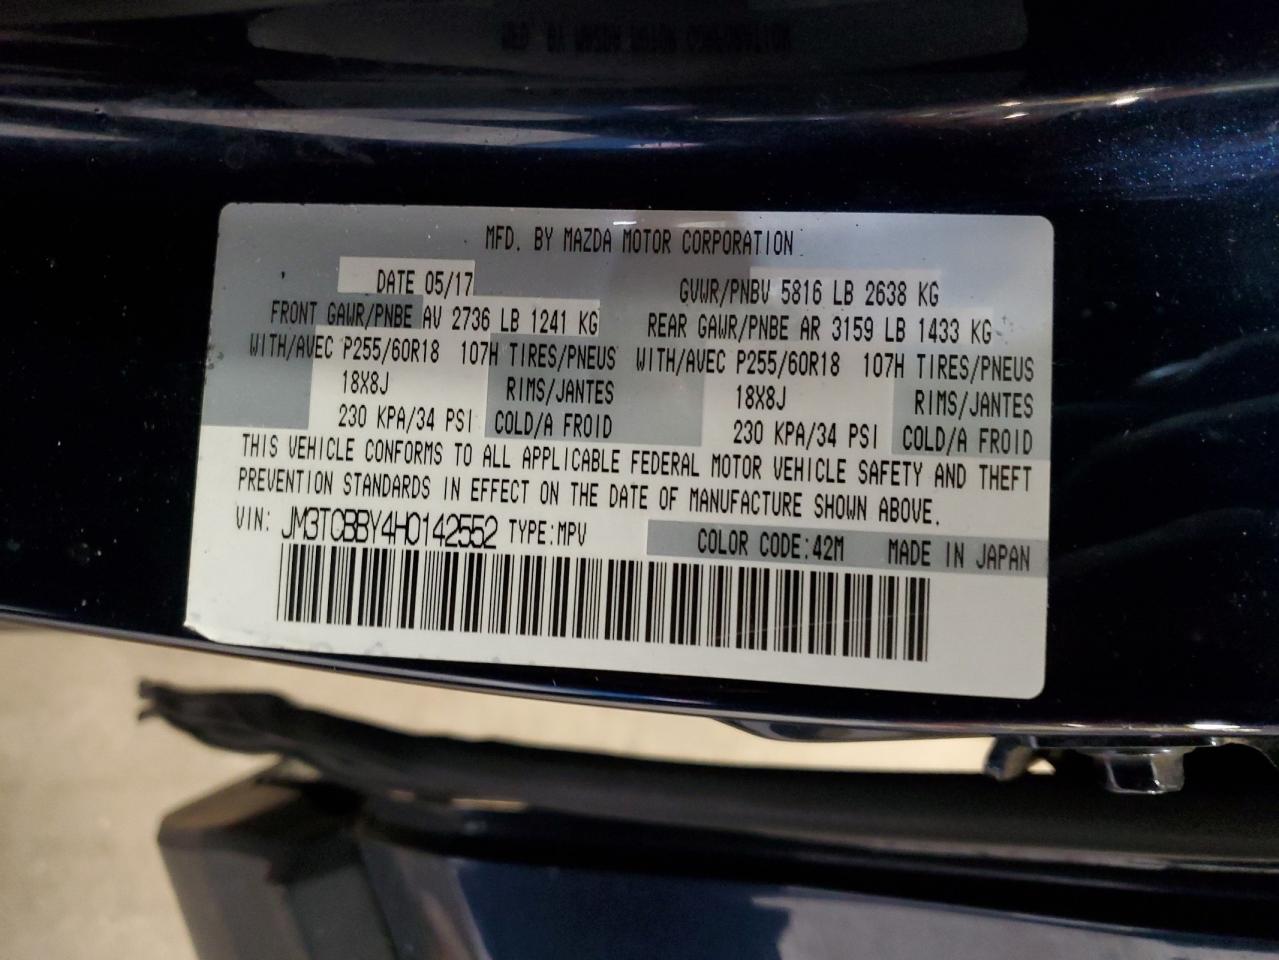 MFD. BY MAZDA MOTOR CORPORATION
DATE 05/17 GVWR/PNBV 5816 LB 2638 KG
FRONT GAWR/PNBE AV 2736 LB 1241 KG REAR GAWR/PNBE AR 3159 LB 1433 KG
WITH/AVEC P255/60R18 107H TIRES/PNEUS WITH/AVEC P255/60R18 107H TIRES/PNEUS
18X8J RIMS/JANTES 18X8J RIMS/JANTES
230 KPA/34 PSI COLD/A FROID 230 KPA/34 PSI COLD/A FROID
THIS VEHICLE CONFORMS TO ALL APPLICABLE FEDERAL MOTOR VEHICLE SAFETY AND THEFT
PREVENTION STANDARDS IN EFFECT ON THE DATE OF MANUFACTURE SHOWN ABOVE.
VIN: JM3TCBBY4H0142552 TYPE:MPV COLOR CODE:42M MADE IN JAPAN